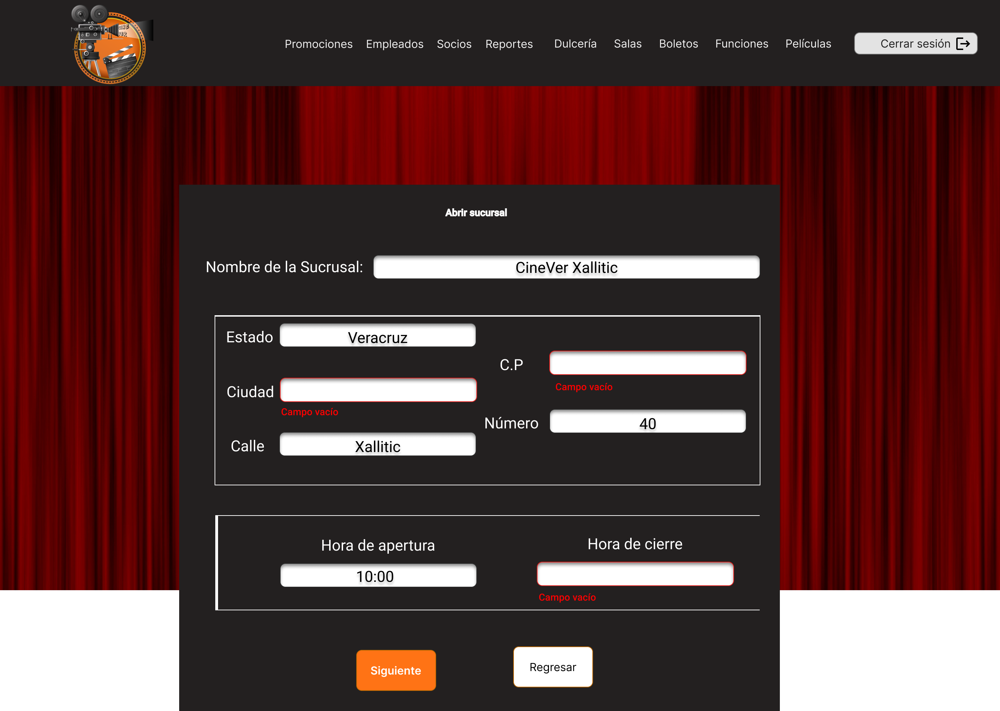 CINE
VER
Promociones Empleados Socios Reportes Dulcería Salas Boletos Funciones Películas Cerrar sesión
Abrir sucursal
Nombre de la Sucrusal: CineVer Xallitic
Estado Veracruz
C.P
Campo vacío
Ciudad
Campo vacío
Número 40
Calle Xallitic
Hora de apertura Hora de cierre
10:00
Campo vacío
Siguiente Regresar